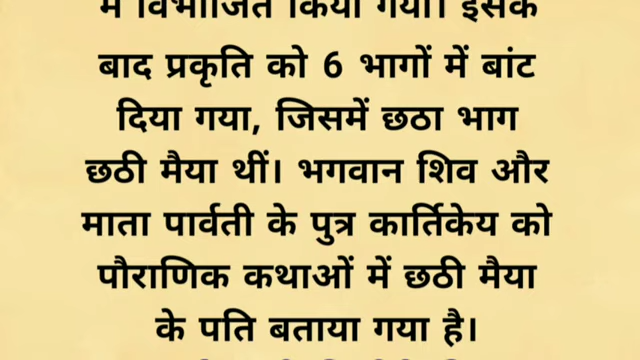 में विभाजित किया गया। इसके
बाद प्रकृति को 6 भागों में बांट
दिया गया, जिसमें छठा भाग
छठी मैया थीं। भगवान शिव और
माता पार्वती के पुत्र कार्तिकेय को
पौराणिक कथाओं में छठी मैया
के पति बताया गया है।